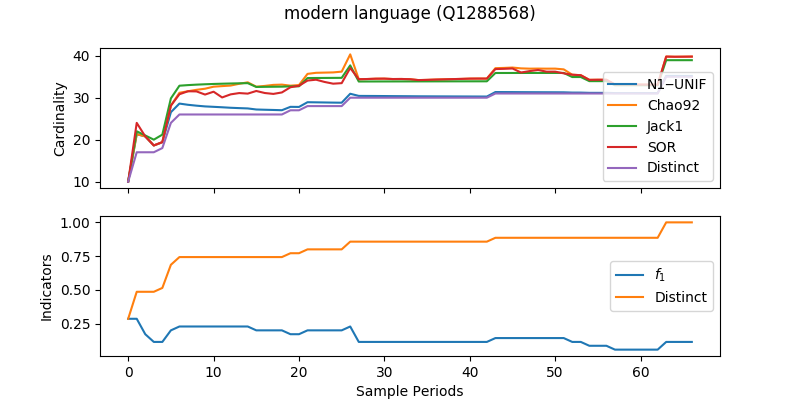 modern language (Q1288568)
40
30
20
10
Cardinality
N1−UNIF
Chao92
Jack1
SOR
Distinct
1.00
0.75
0.50
0.25
Indicators
f1
Distinct
0 10 20 30 40 50 60
Sample Periods